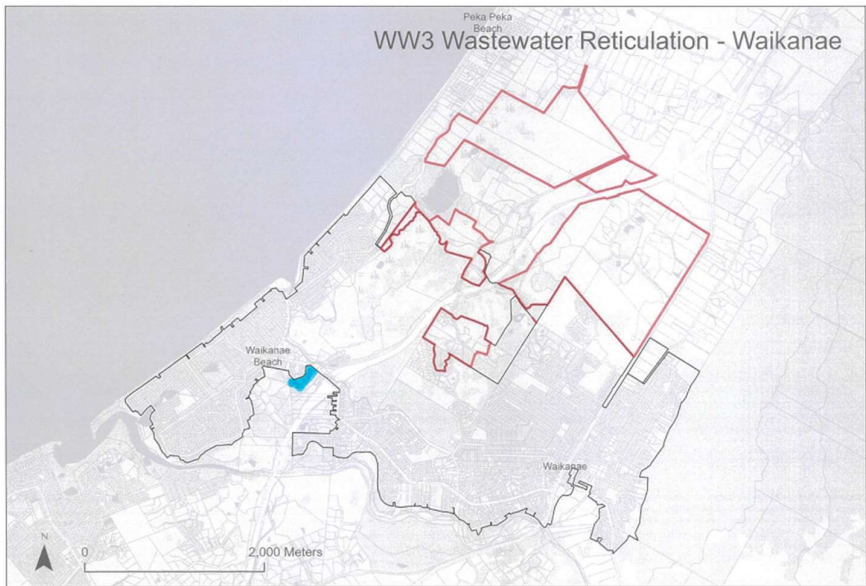 Peka Peka
Beach
WW3 Wastewater Reticulation - Waikanae
Waikanae
Beach
Waikanae
N
0
2,000 Meters